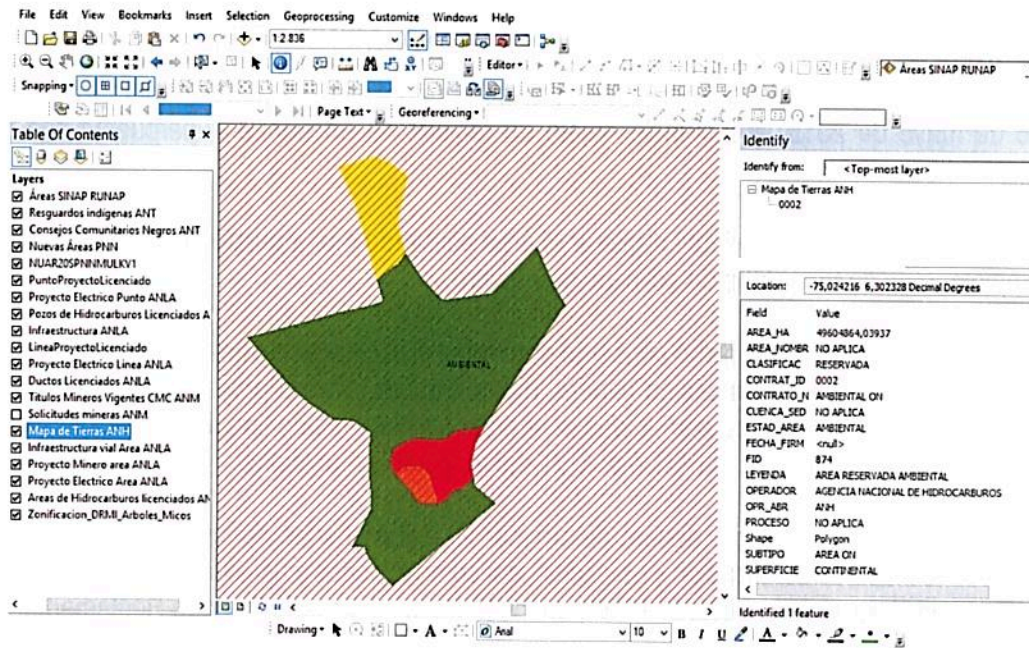 File Edit View Bookmarks Insert Selection Geoprocessing Customize Windows Help
1:2.836
Editor
Áreas SINAP RUNAP
Snapping
Page Text
Georeferencing
Table Of Contents
Layers
Áreas SINAP RUNAP
Resguardos indígenas ANT
Consejos Comunitarios Negros ANT
Nuevas Áreas PNN
NUAR20SPNNMULKV1
PuntoProyectoLicenciado
Proyecto Electrico Punto ANLA
Pozos de Hidrocarburos Licenciados A
Infraestructura ANLA
LineaProyectoLicenciado
Proyecto Electrico Linea ANLA
Ductos Licenciados ANLA
Titulos Mineros Vigentes CMC ANM
Solicitudes mineras ANM
Mapa de Tierras ANH
Infraestructura vial Area ANLA
Proyecto Minero area ANLA
Proyecto Electrico Area ANLA
Areas de Hidrocarburos licenciados AN
Zonificacion_DRMI_Arboles_Micos
AMBIENTAL
Identify
Identify from: <Top-most layer>
Mapa de Tierras ANH
0002
Location: -75,024216 6,302328 Decimal Degrees
Field Value
AREA_HA 49604864,03937
AREA_NOMBR NO APLICA
CLASIFICAC RESERVADA
CONTRAT_ID 0002
CONTRATO_N AMBIENTAL ON
CUENCA_SED NO APLICA
ESTAD_AREA AMBIENTAL
FECHA_FIRM <null>
FID 874
LEYENDA AREA RESERVADA AMBIENTAL
OPERADOR AGENCIA NACIONAL DE HIDROCARBUROS
OPR_ABR ANH
PROCESO NO APLICA
Shape Polygon
SUBTIPO AREA ON
SUPERFICIE CONTINENTAL
Identified 1 feature
Drawing A Arial 10 B I U A